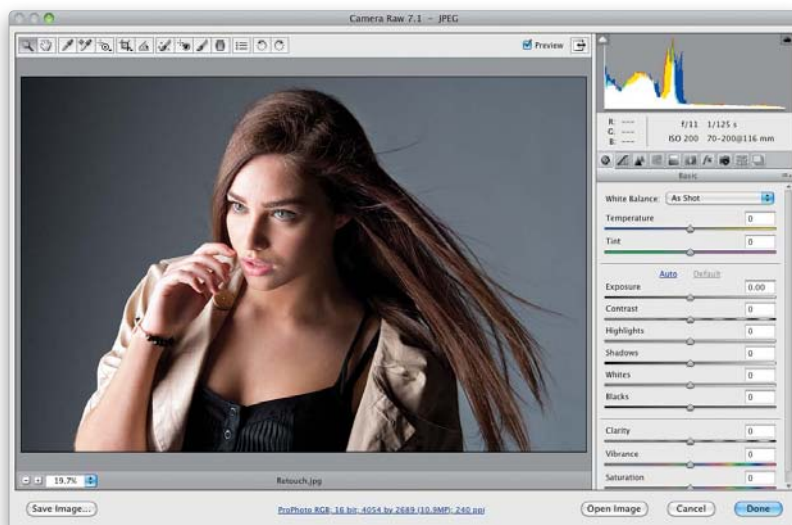 Camera Raw 7.1 – JPEG
Preview
R: ---
G: ---
B: ---
f/11 1/125 s
ISO 200 70-200@116 mm
fx
Basic
White Balance: As Shot
Temperature 0
Tint 0
Auto Default
Exposure 0.00
Contrast 0
Highlights 0
Shadows 0
Whites 0
Blacks 0
Clarity 0
Vibrance 0
Saturation 0
19.7% Retouch.jpg
Save Image... ProPhoto RGB; 16 bit; 4054 by 2689 (10.9MP); 240 ppi Open Image Cancel Done